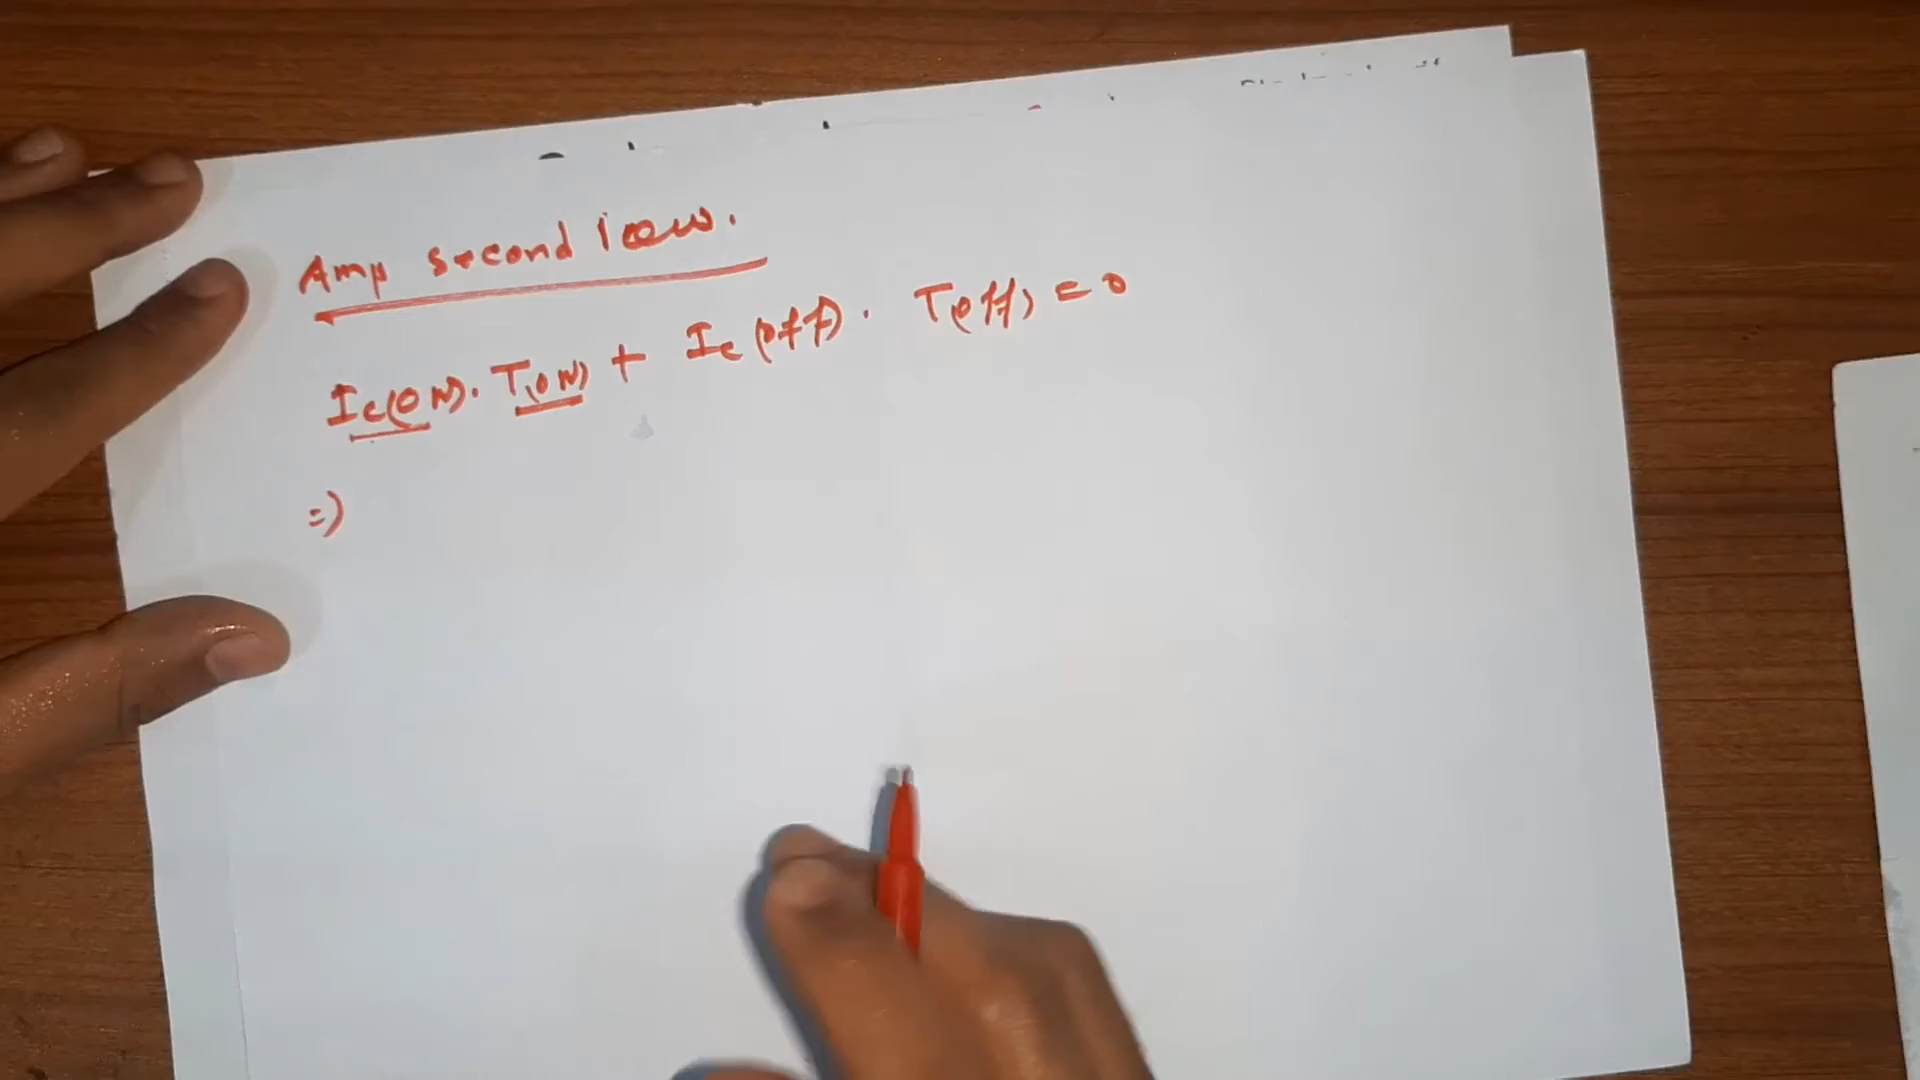 Amp second law.
Ic(ON). T(ON) + Ic(off). T(off) = 0
=)